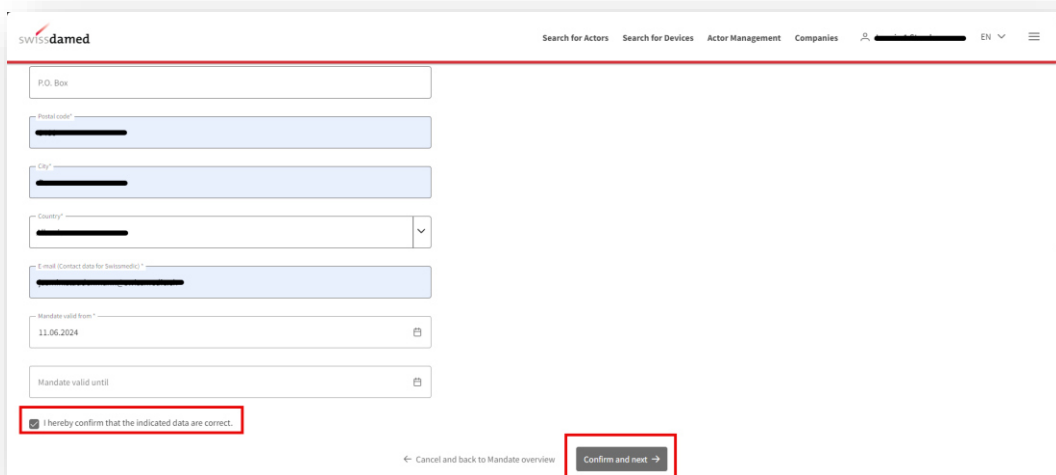 swissdamed
Search for Actors Search for Devices Actor Management Companies EN
P.O. Box
Postal code*
City*
Country*
E-mail (Contact data for Swissmedic) *
Mandate valid from *
11.06.2024
Mandate valid until
I hereby confirm that the indicated data are correct.
← Cancel and back to Mandate overview Confirm and next →